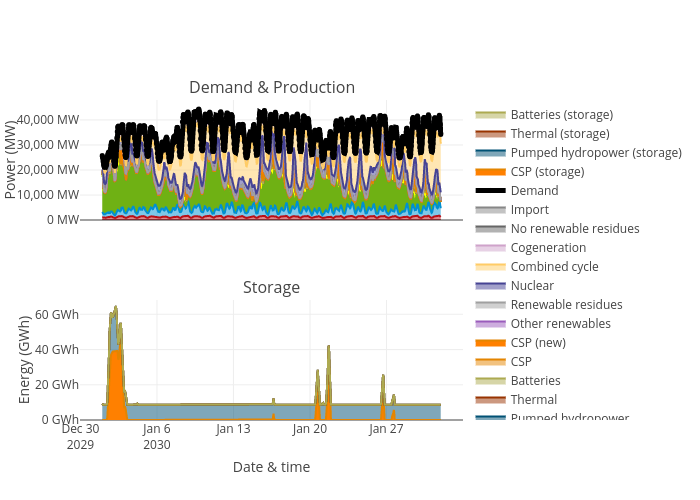 Demand & Production
Power (MW)
40,000 MW
30,000 MW
20,000 MW
10,000 MW
0 MW
Storage
Energy (GWh)
60 GWh
40 GWh
20 GWh
0 GWh
Dec 30
2029
Jan 6
2030
Jan 13
Jan 20
Jan 27
Date & time
Batteries (storage)
Thermal (storage)
Pumped hydropower (storage)
CSP (storage)
Demand
Import
No renewable residues
Cogeneration
Combined cycle
Nuclear
Renewable residues
Other renewables
CSP (new)
CSP
Batteries
Thermal
Pumped hydropower